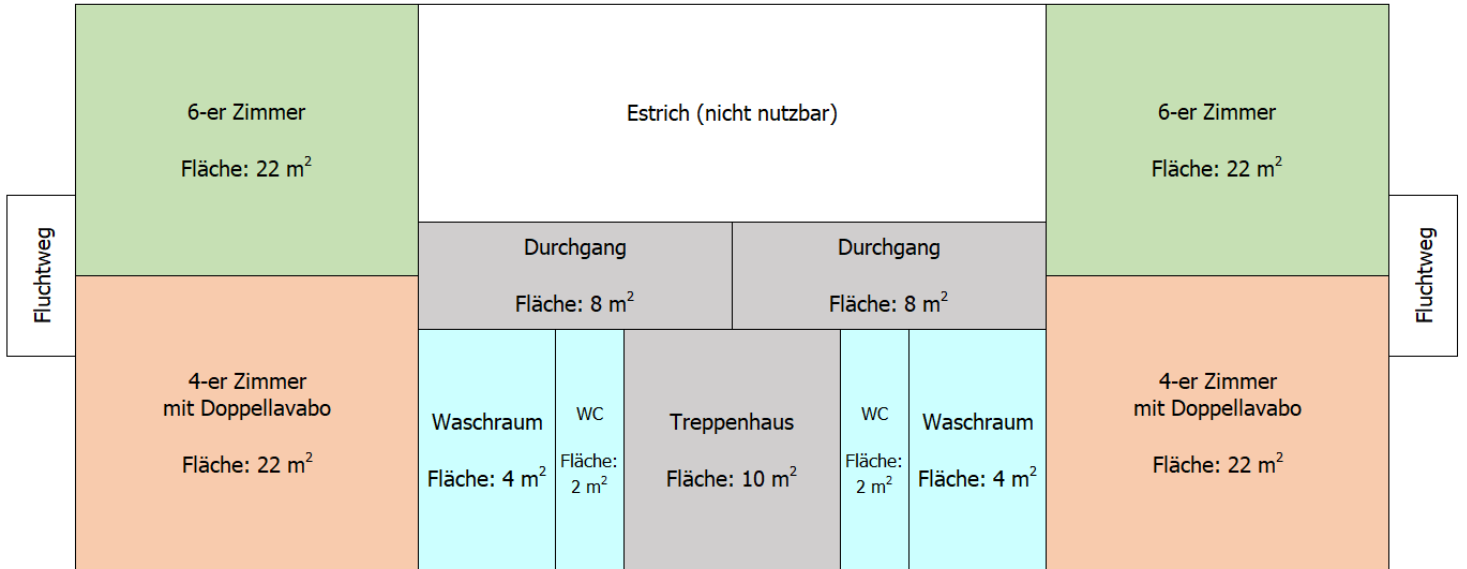 6-er Zimmer
Fläche: 22 m²
Estrich (nicht nutzbar)
6-er Zimmer
Fläche: 22 m²
Fluchtweg
Durchgang
Fläche: 8 m²
Durchgang
Fläche: 8 m²
Fluchtweg
4-er Zimmer
mit Doppellavabo
Fläche: 22 m²
Waschraum
Fläche: 4 m²
WC
Fläche:
2 m²
Treppenhaus
Fläche: 10 m²
WC
Fläche:
2 m²
Waschraum
Fläche: 4 m²
4-er Zimmer
mit Doppellavabo
Fläche: 22 m²